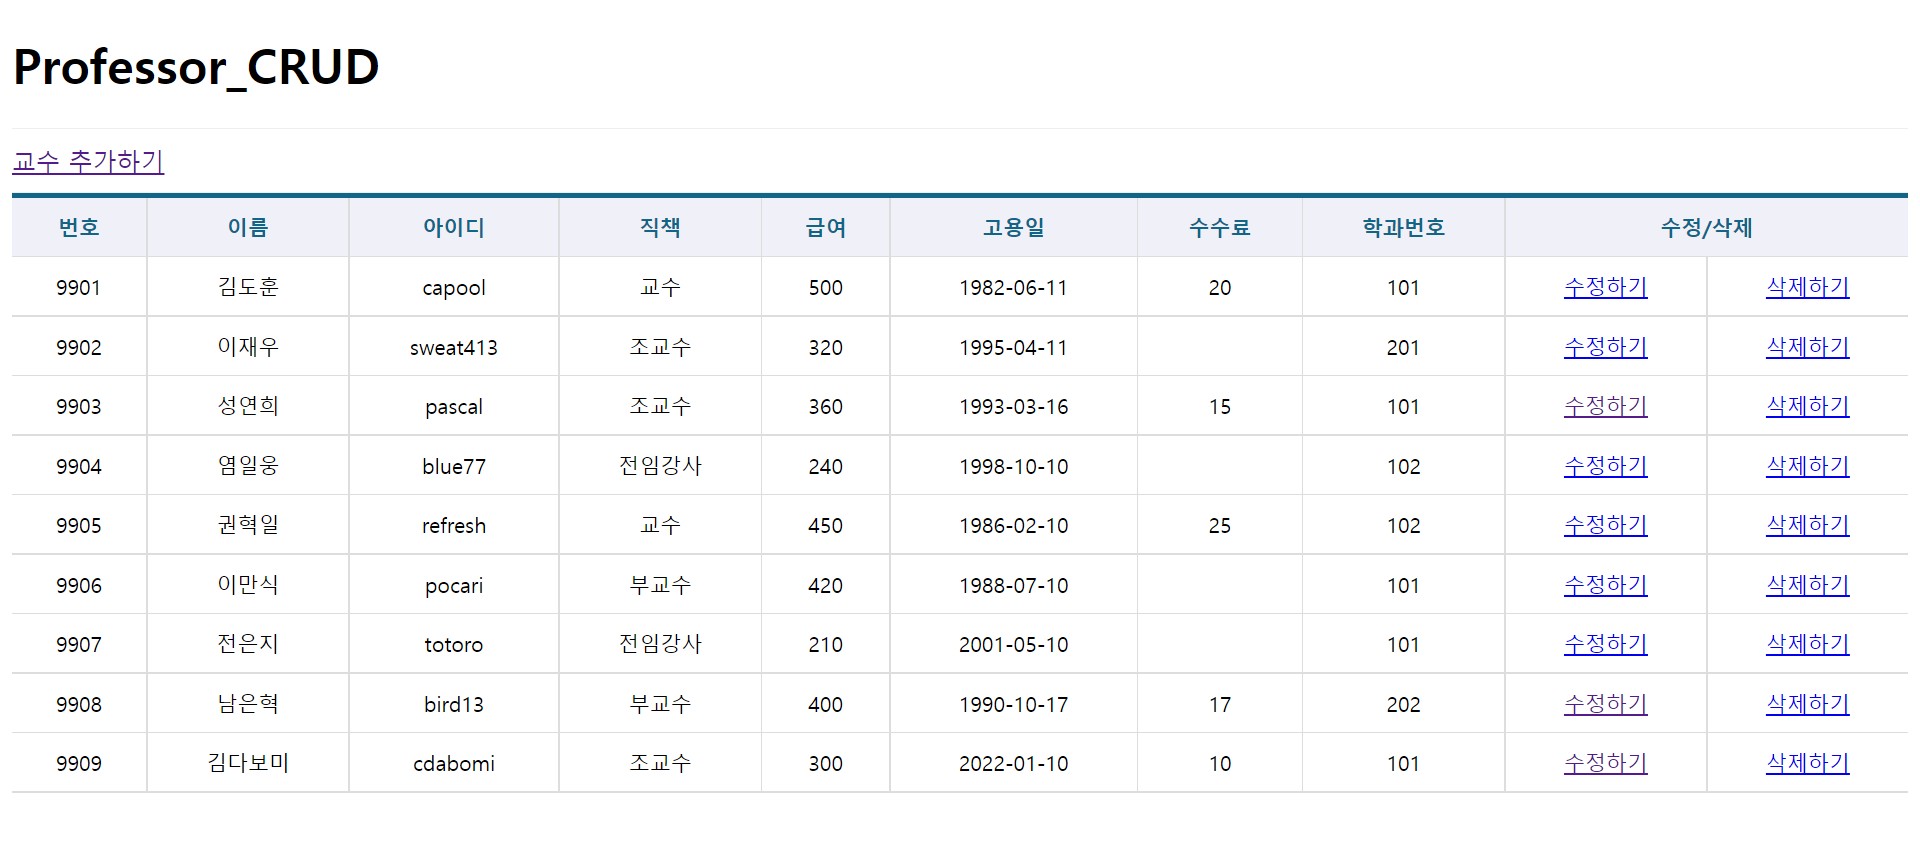 Professor_CRUD
교수 추가하기
번호 이름 아이디 직책 급여 고용일 수수료 학과번호 수정/삭제
9901 김도훈 capool 교수 500 1982-06-11 20 101 수정하기 삭제하기
9902 이재우 sweat413 조교수 320 1995-04-11 201 수정하기 삭제하기
9903 성연희 pascal 조교수 360 1993-03-16 15 101 수정하기 삭제하기
9904 염일웅 blue77 전임강사 240 1998-10-10 102 수정하기 삭제하기
9905 권혁일 refresh 교수 450 1986-02-10 25 102 수정하기 삭제하기
9906 이만식 pocari 부교수 420 1988-07-10 101 수정하기 삭제하기
9907 전은지 totoro 전임강사 210 2001-05-10 101 수정하기 삭제하기
9908 남은혁 bird13 부교수 400 1990-10-17 17 202 수정하기 삭제하기
9909 김다보미 cdabomi 조교수 300 2022-01-10 10 101 수정하기 삭제하기